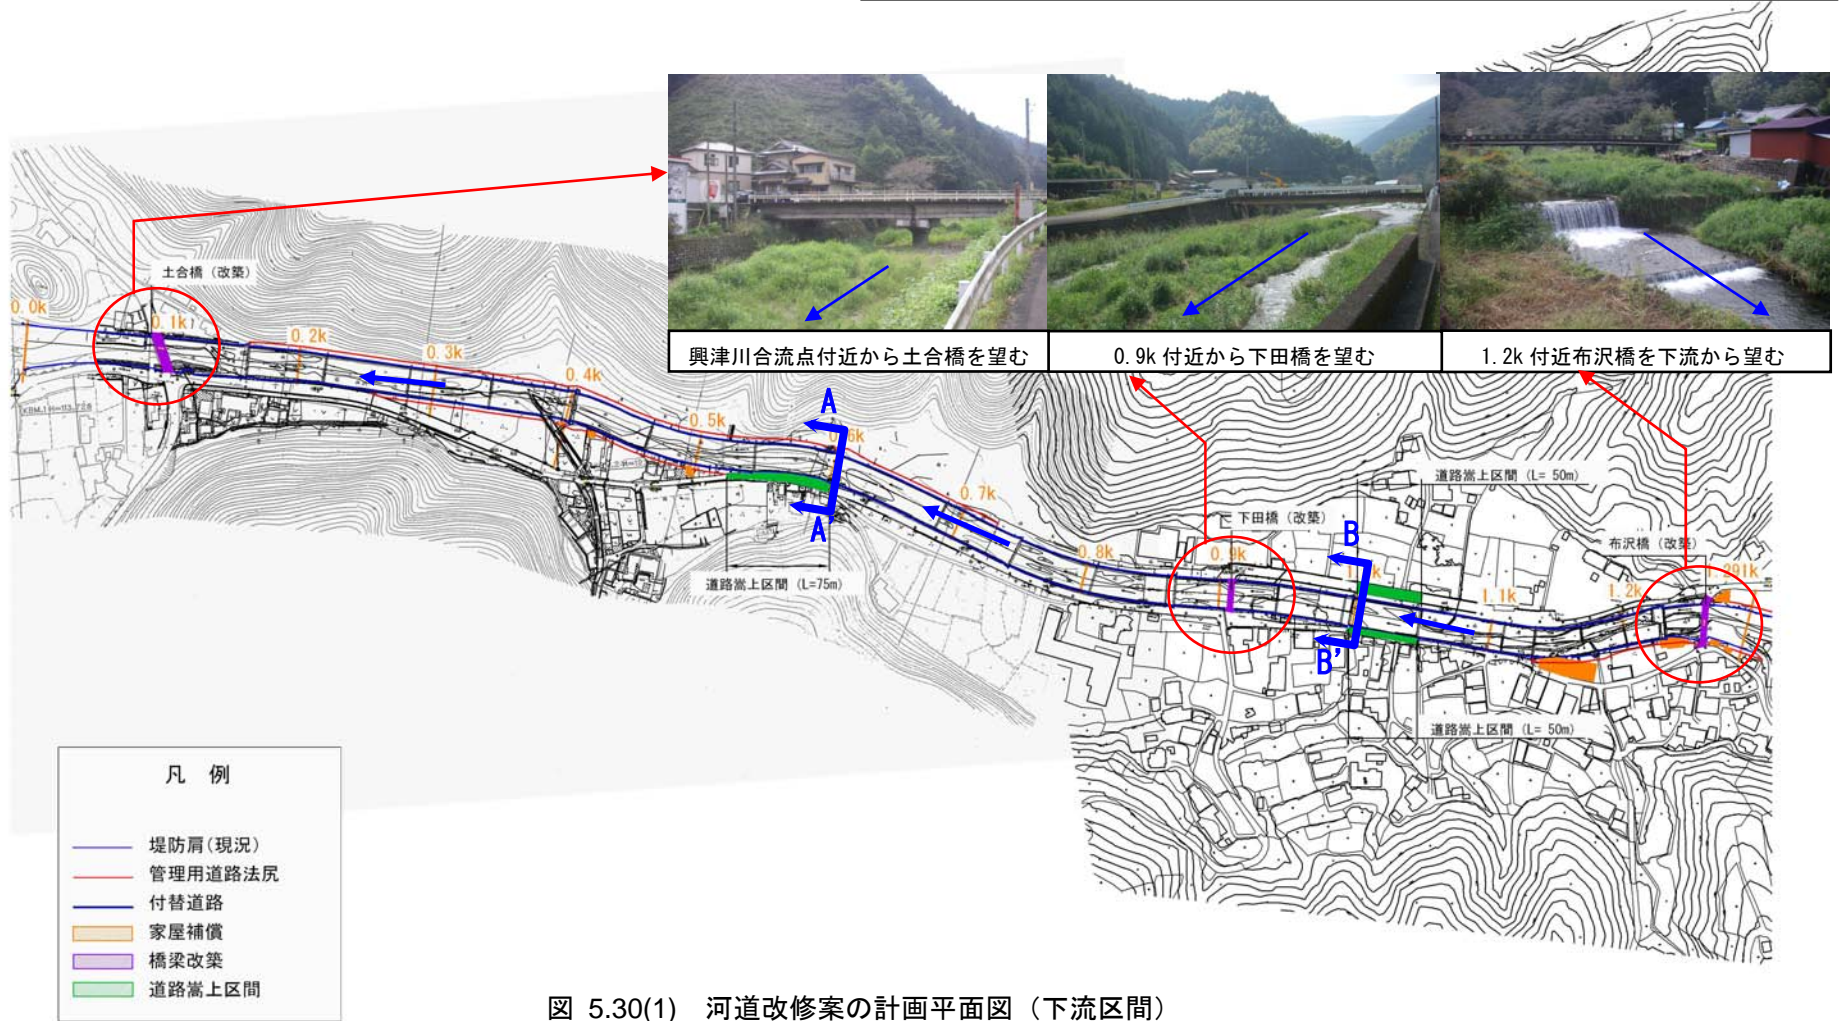 興津川合流点付近から土合橋を望む
0.9k 付近から下田橋を望む
1.2k 付近布沢橋を下流から望む
土合橋（改築）
0.0k
0.1k
0.2k
0.3k
0.4k
0.5k
A
0.7k
A'
道路嵩上区間（L=75m）
0.8k
下田橋（改築）
0.9k
道路嵩上区間（L= 50m）
B
B'
1.1k
1.2k
布沢橋（改築）
1.291k
道路嵩上区間（L= 50m）
凡 例
堤防肩(現況)
管理用道路法尻
付替道路
家屋補償
橋梁改築
道路嵩上区間
図 5.30(1) 河道改修案の計画平面図（下流区間）